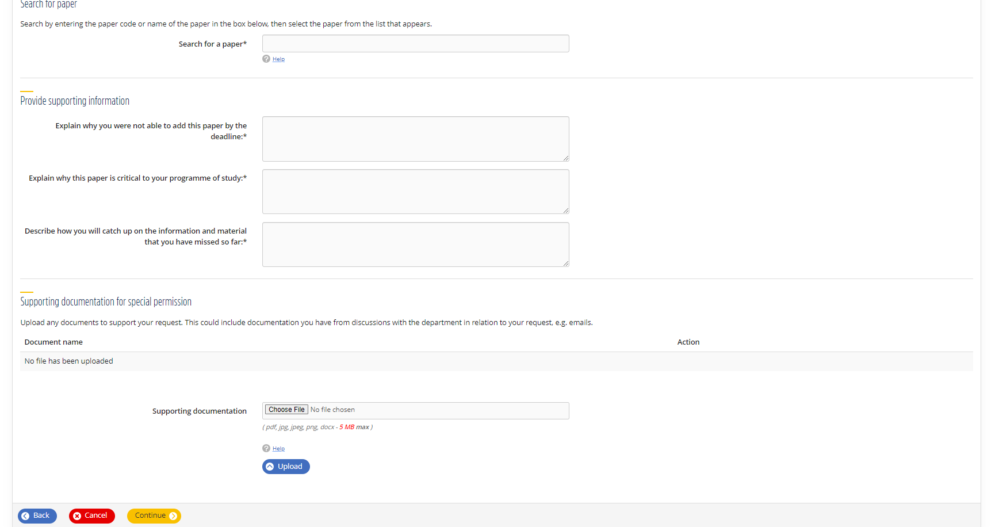 Search for paper
Search by entering the paper code or name of the paper in the box below, then select the paper from the list that appears.
Search for a paper*
Help
Provide supporting information
Explain why you were not able to add this paper by the
deadline:*
Explain why this paper is critical to your programme of study:*
Describe how you will catch up on the information and material
that you have missed so far:*
Supporting documentation for special permission
Upload any documents to support your request. This could include documentation you have from discussions with the department in relation to your request, e.g. emails.
Document name Action
No file has been uploaded
Supporting documentation Choose File No file chosen
( pdf, jpg, jpeg, png, docx - 5 MB max )
Help
Upload
Back Cancel Continue